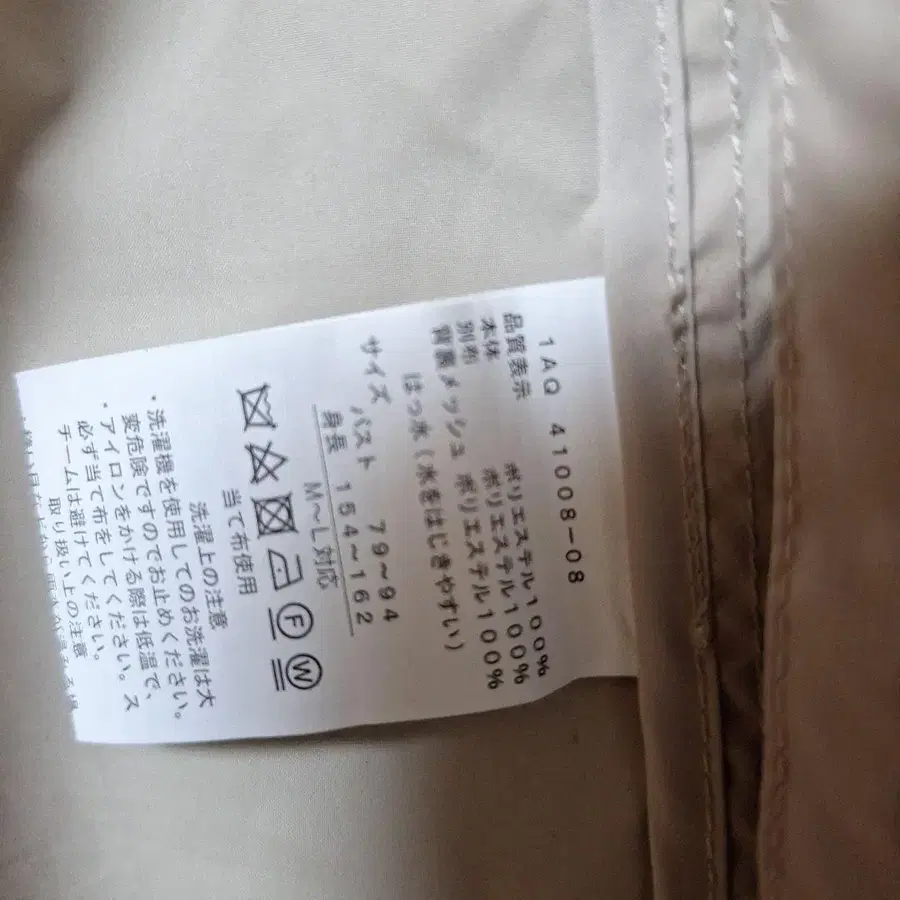 1AQ 41008-08
品質表示
本体 ポリエステル100%
別布 ポリエステル100%
背裏メッシュ ポリエステル100%
はっ水(水をはじきやすい)
サイズ
バスト 79~94
身長 154~162
M~L対応
F
W
当て布使用
洗濯上の注意
・洗濯機を使用してのお洗濯は大
変危険ですのでお止めください。
・アイロンをかける際は低温で、
必ず当て布をしてください。ス
チームは避けてください。
取り扱い上の注意